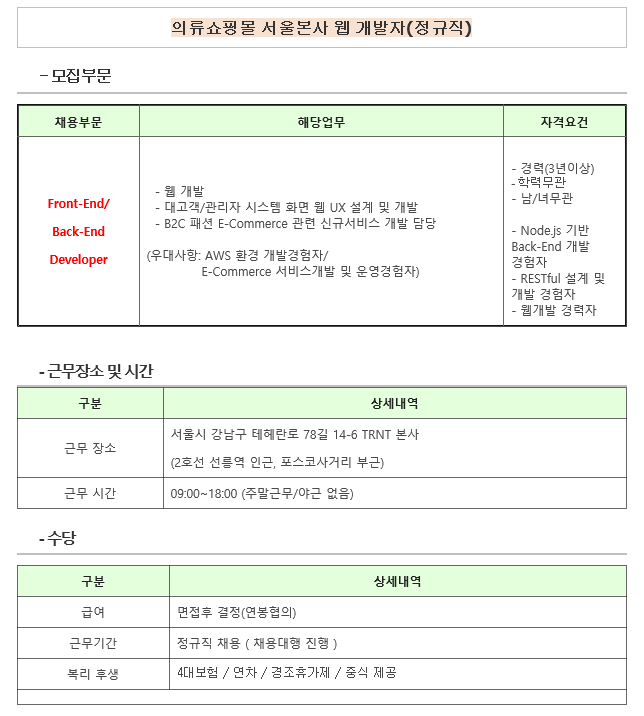 의류쇼핑몰 서울본사 웹 개발자(정규직)
- 모집부문
채용부문 해당업무 자격요건
Front-End/
Back-End
Developer
- 웹 개발
- 대고객/관리자 시스템 화면 웹 UX 설계 및 개발
- B2C 패션 E-Commerce 관련 신규서비스 개발 담당
(우대사항: AWS 환경 개발경험자/
E-Commerce 서비스개발 및 운영경험자)
- 경력(3년이상)
- 학력무관
- 남/녀무관
- Node.js 기반
Back-End 개발
경험자
- RESTful 설계 및
개발 경험자
- 웹개발 경력자
- 근무장소 및 시간
구분 상세내역
근무 장소
서울시 강남구 테헤란로 78길 14-6 TRNT 본사
(2호선 선릉역 인근, 포스코사거리 부근)
근무 시간 09:00~18:00 (주말근무/야근 없음)
- 수당
구분 상세내역
급여 면접후 결정(연봉협의)
근무기간 정규직 채용 ( 채용대행 진행 )
복리 후생 4대보험 / 연차 / 경조휴가제 / 중식 제공